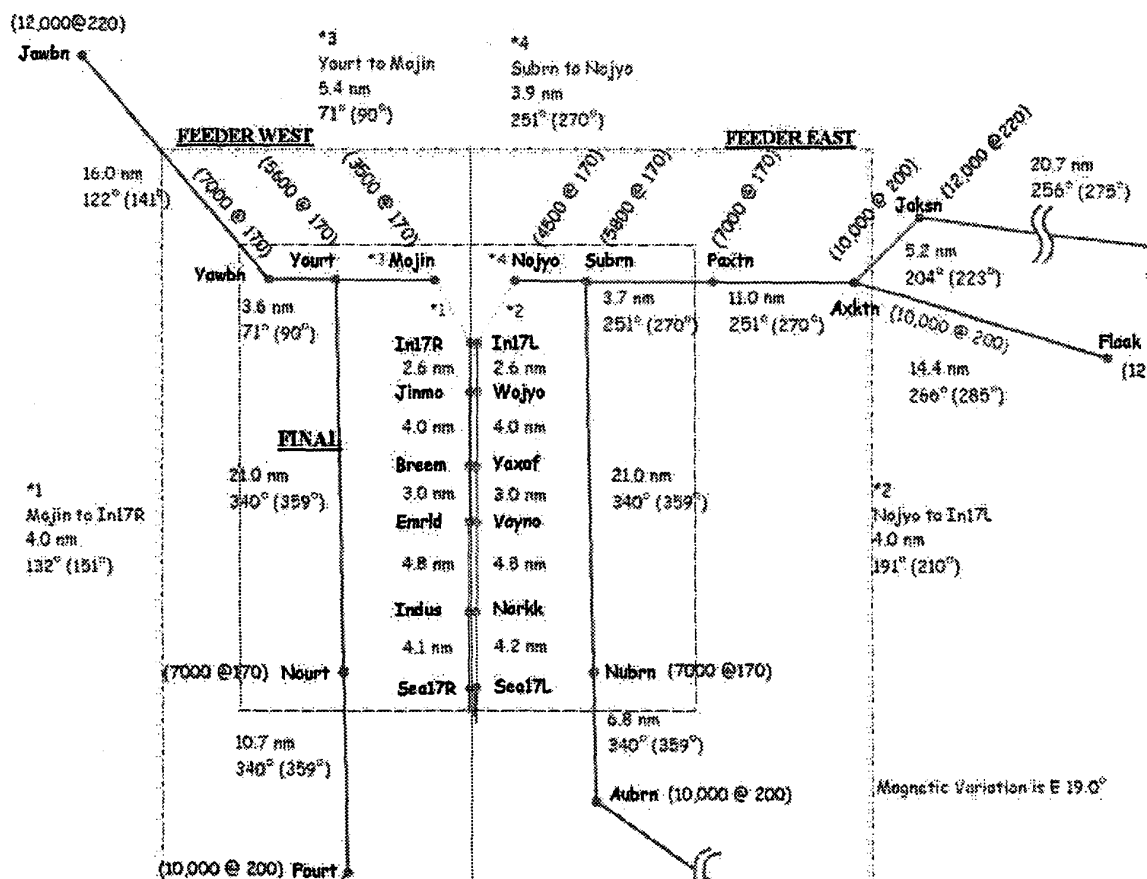 (12,000@220)
Jawbn
*3
Yourt to Mojin
5.4 nm
71° (90°)
*4
Subrn to Nojyo
3.9 nm
251° (270°)
FEEDER WEST
FEEDER EAST
16.0 nm
122° (141°)
(7000 @ 170)
(5600 @ 170)
(3500 @ 170)
(4500 @ 170)
(5800 @ 170)
(7000 @ 170)
(10,000 @ 200)
(12,000 @ 220)
20.7 nm
256° (275°)
Jaksn
5.2 nm
204° (223°)
Yawbn
Yourt
*3
Mojin
*4
Nojyo
Subrn
Paxtn
Axkth
3.6 nm
71° (90°)
*1
*2
3.7 nm
251° (270°)
11.0 nm
251° (270°)
(10,000 @ 200)
Flaak
(12
14.4 nm
266° (285°)
In17R
In17L
2.6 nm
2.6 nm
Jinmo
Wojyo
4.0 nm
4.0 nm
FINAL
Breem
Yaxaf
21.0 nm
340° (359°)
3.0 nm
3.0 nm
21.0 nm
340° (359°)
*1
Mojin to In17R
4.0 nm
132° (151°)
Emrld
Vayno
*2
Nojyo to In17L
4.0 nm
191° (210°)
4.8 nm
4.8 nm
Indus
Narkk
4.1 nm
4.2 nm
(7000 @170) Nourt
Nubrn (7000 @170)
Sea17R
Sea17L
10.7 nm
340° (359°)
6.8 nm
340° (359°)
Aubrn (10,000 @ 200)
Magnetic Variation is E 19.0°
(10,000 @ 200) Pourt